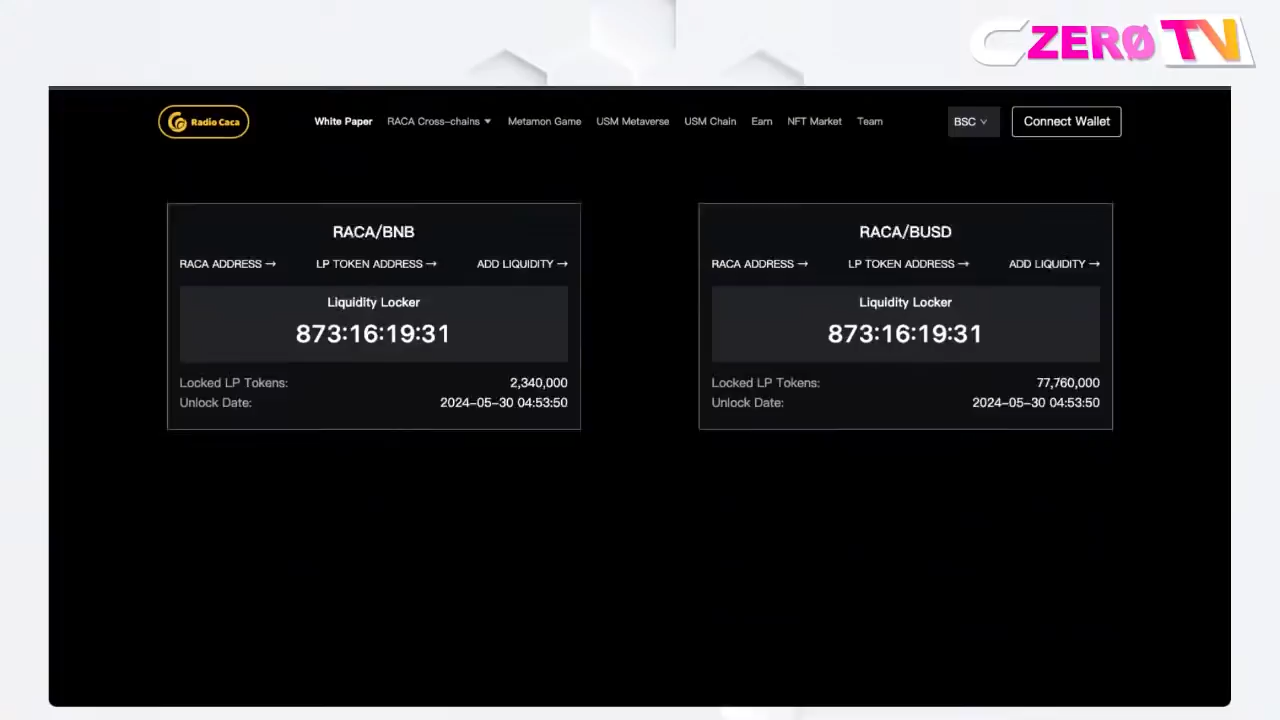 CZERØ TV
Radio Caca White Paper RACA Cross-chains Metamon Game USM Metaverse USM Chain Earn NFT Market Team BSC Connect Wallet
RACA/BNB
RACA ADDRESS → LP TOKEN ADDRESS → ADD LIQUIDITY →
Liquidity Locker
873:16:19:31
Locked LP Tokens: 2,340,000
Unlock Date: 2024-05-30 04:53:50
RACA/BUSD
RACA ADDRESS → LP TOKEN ADDRESS → ADD LIQUIDITY →
Liquidity Locker
873:16:19:31
Locked LP Tokens: 77,760,000
Unlock Date: 2024-05-30 04:53:50